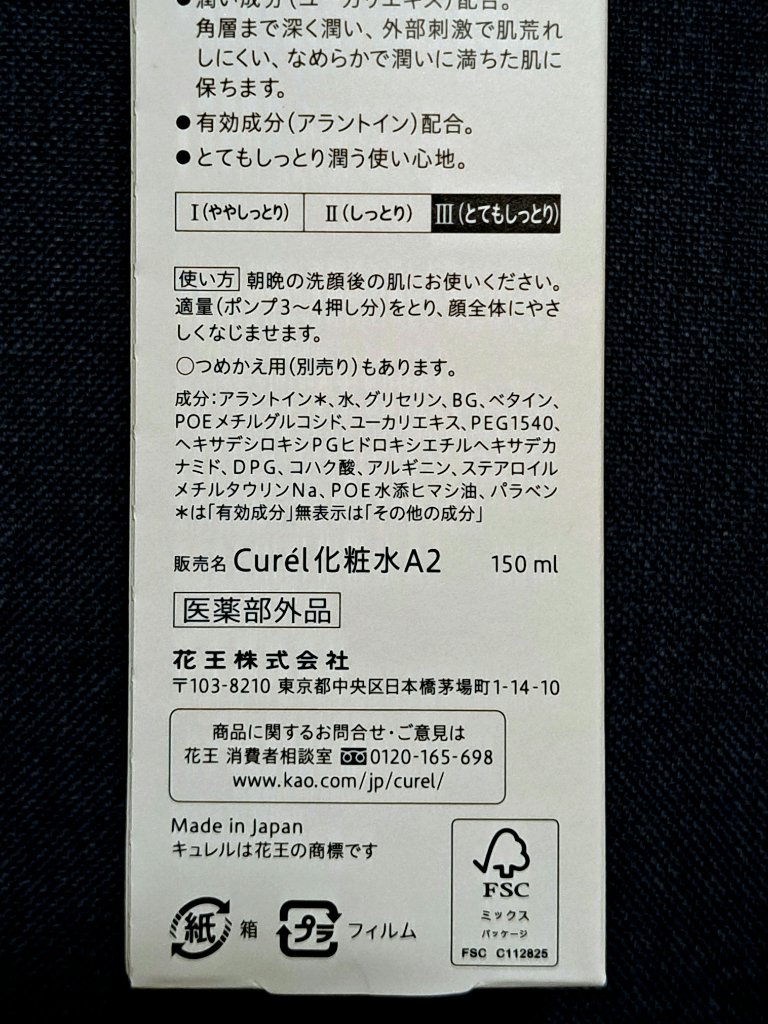 ●潤い成分(ユーカリエキス)配合。
角層まで深く潤い、外部刺激で肌荒れ
しにくい、なめらかで潤いに満ちた肌に
保ちます。
●有効成分(アラントイン)配合。
●とてもしっとり潤う使い心地。
Ⅰ(ややしっとり) Ⅱ(しっとり) Ⅲ(とてもしっとり)
使い方 朝晩の洗顔後の肌にお使いください。
適量(ポンプ3〜4押し分)をとり、顔全体にやさ
しくなじませます。
○つめかえ用(別売り)もあります。
成分:アラントイン*、水、グリセリン、BG、ベタイン、
POEメチルグルコシド、ユーカリエキス、PEG1540、
ヘキサデシロキシPGヒドロキシエチルヘキサデカ
ナミド、DPG、コハク酸、アルギニン、ステアロイル
メチルタウリンNa、POE水添ヒマシ油、パラベン
*は「有効成分」無表示は「その他の成分」
販売名 Curél化粧水A2 150 ml
医薬部外品
花王株式会社
〒103-8210 東京都中央区日本橋茅場町1-14-10
商品に関するお問合せ・ご意見は
花王 消費者相談室 0120-165-698
www.kao.com/jp/curel/
Made in Japan
キュレルは花王の商標です
紙 箱 プラ フィルム
FSC
ミックス
パッケージ
FSC C112825